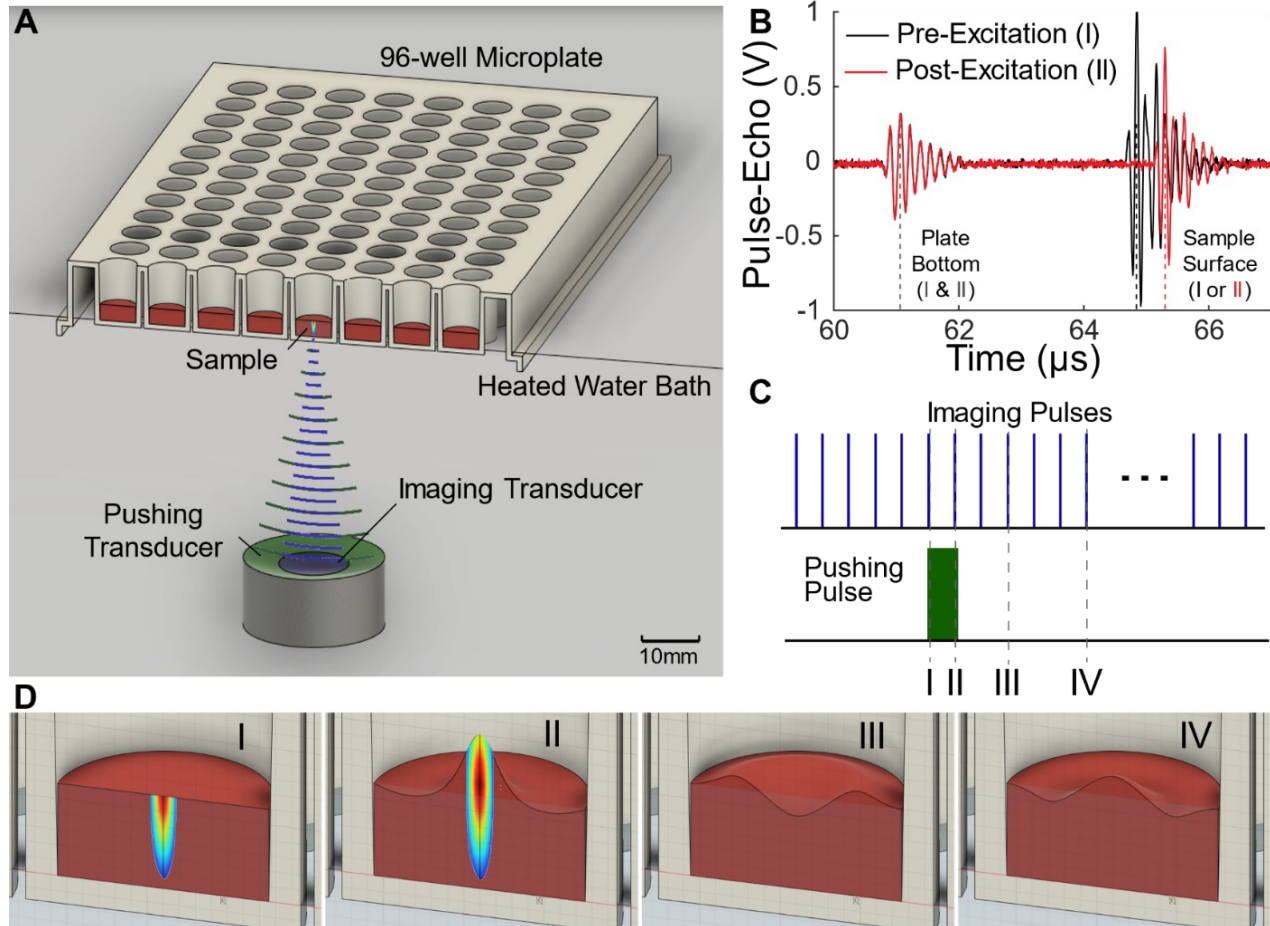 A
96-well Microplate
Sample
Heated Water Bath
Pushing
Transducer
Imaging Transducer
10mm
B
Pulse-Echo (V)
1
0.5
0
-0.5
-1
Pre-Excitation (I)
Post-Excitation (II)
Plate
Bottom
(I & II)
Sample
Surface
(I or II)
60
62
64
66
Time (µs)
C
Imaging Pulses
Pushing
Pulse
I
II
III
IV
D
I
II
III
IV